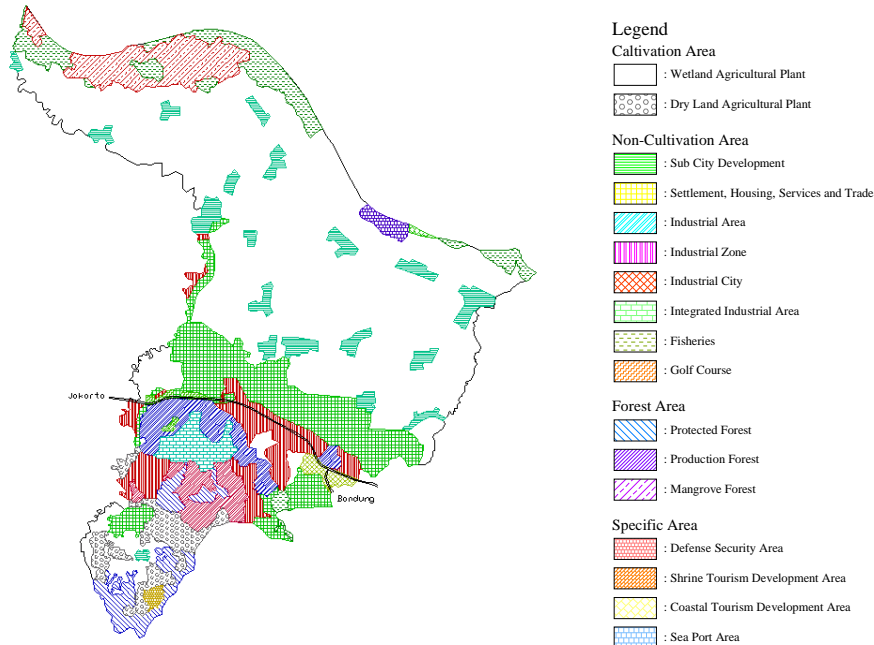 Legend
Caltivation Area
: Wetland Agricultural Plant
: Dry Land Agricultural Plant
Non-Cultivation Area
: Sub City Development
: Settlement, Housing, Services and Trade
: Industrial Area
: Industrial Zone
: Industrial City
: Integrated Industrial Area
: Fisheries
: Golf Course
Forest Area
: Protected Forest
: Production Forest
: Mangrove Forest
Specific Area
: Defense Security Area
: Shrine Tourism Development Area
: Coastal Tourism Development Area
: Sea Port Area
Jokorto
Bondung